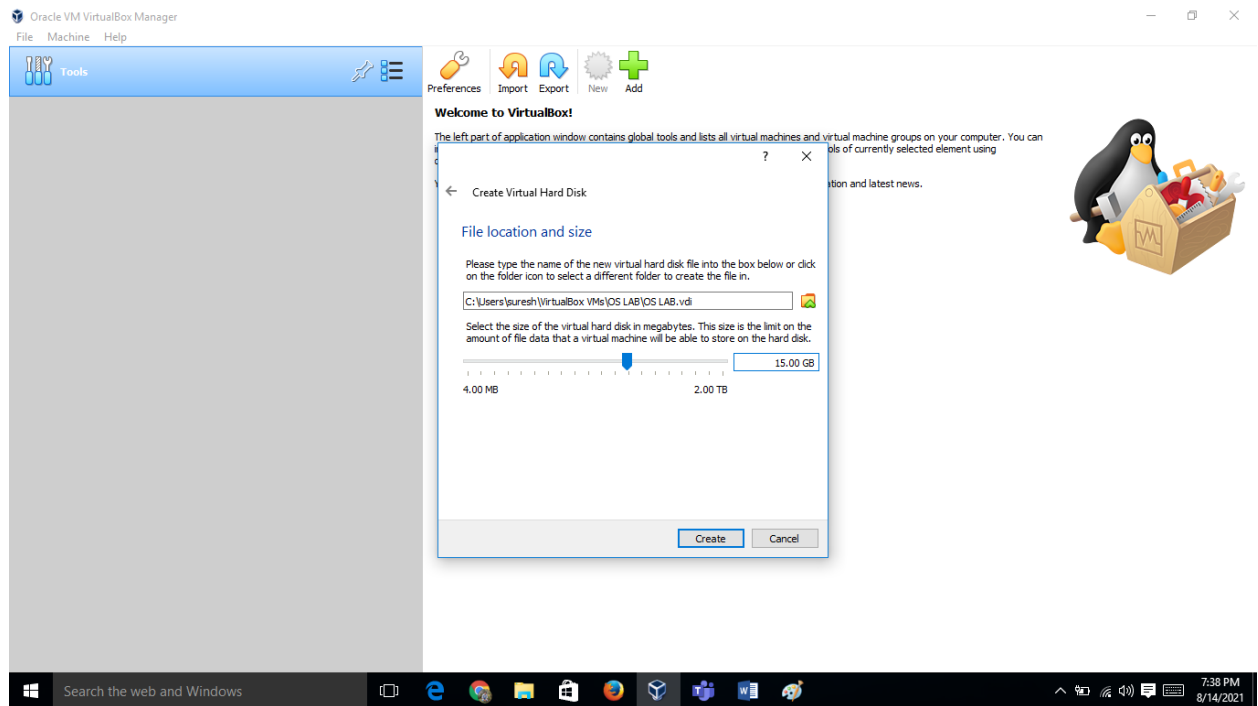 Oracle VM VirtualBox Manager
File Machine Help
Tools
Preferences Import Export New Add
Welcome to VirtualBox!
The left part of application window contains global tools and lists all virtual machines and virtual machine groups on your computer. You can
ols of currently selected element using
ation and latest news.
? 
Create Virtual Hard Disk
File location and size
Please type the name of the new virtual hard disk file into the box below or click
on the folder icon to select a different folder to create the file in.
C:\Users\suresh\VirtualBox VMs\OS LAB\OS LAB.vdi
Select the size of the virtual hard disk in megabytes. This size is the limit on the
amount of file data that a virtual machine will be able to store on the hard disk.
15.00 GB
4.00 MB 2.00 TB
Create Cancel
Search the web and Windows
7:38 PM
8/14/2021